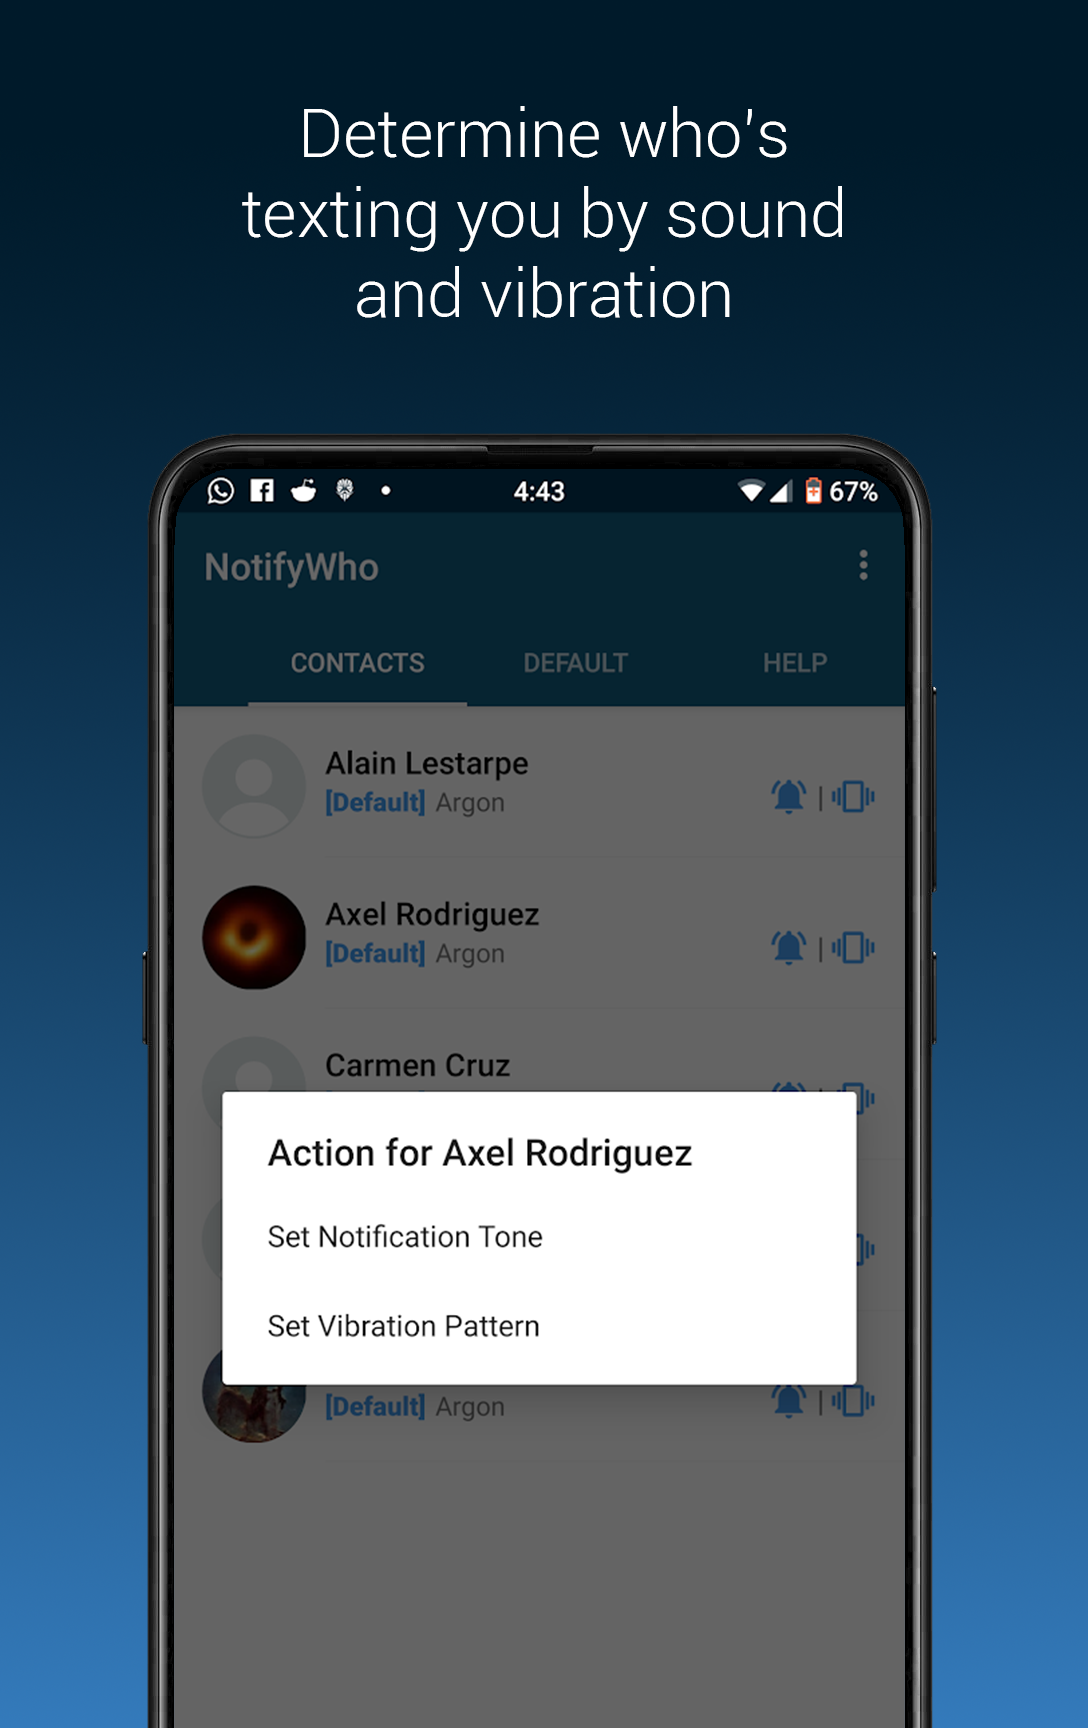 Determine who's
texting you by sound
and vibration
4:43
67%
NotifyWho
CONTACTS DEFAULT HELP
Alain Lestarpe
[Default] Argon
|
Axel Rodriguez
[Default] Argon
|
Carmen Cruz
Action for Axel Rodriguez
Set Notification Tone
Set Vibration Pattern
[Default] Argon
|